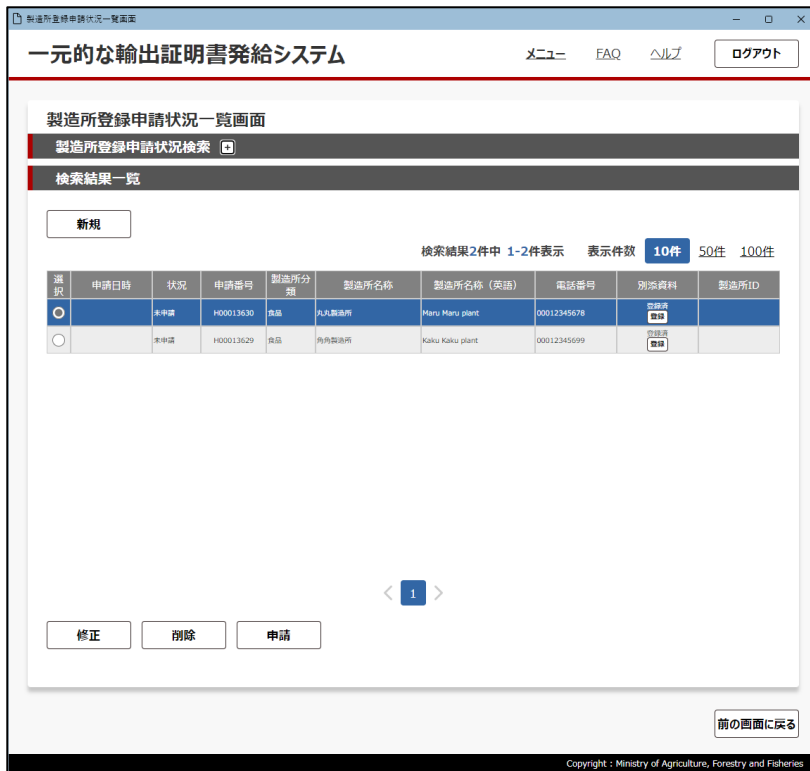 製造所登録申請状況一覧画面
一元的な輸出証明書発給システム メニュー FAQ ヘルプ ログアウト
製造所登録申請状況一覧画面
製造所登録申請状況検索 +
検索結果一覧
新規
検索結果2件中 1-2件表示 表示件数 10件 50件 100件
選択 申請日時 状況 申請番号 製造所分類 製造所名称 製造所名称（英語） 電話番号 別添資料 製造所ID
未申請 H00013630 食品 丸丸製造所 Maru Maru plant 00012345678 登録済 登録
未申請 H00013629 食品 角角製造所 Kaku Kaku plant 00012345699 登録済 登録
1
修正 削除 申請
前の画面に戻る
Copyright : Ministry of Agriculture, Forestry and Fisheries